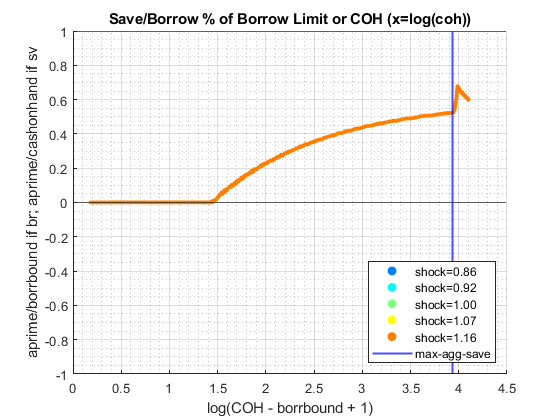 Save/Borrow % of Borrow Limit or COH (x=log(coh))
aprime/borrbound if br; aprime/cashonhand if sv
1
0.8
0.6
0.4
0.2
0
-0.2
-0.4
-0.6
-0.8
-1
shock=0.86
shock=0.92
shock=1.00
shock=1.07
shock=1.16
max-agg-save
0 0.5 1 1.5 2 2.5 3 3.5 4 4.5
log(COH - borrbound + 1)